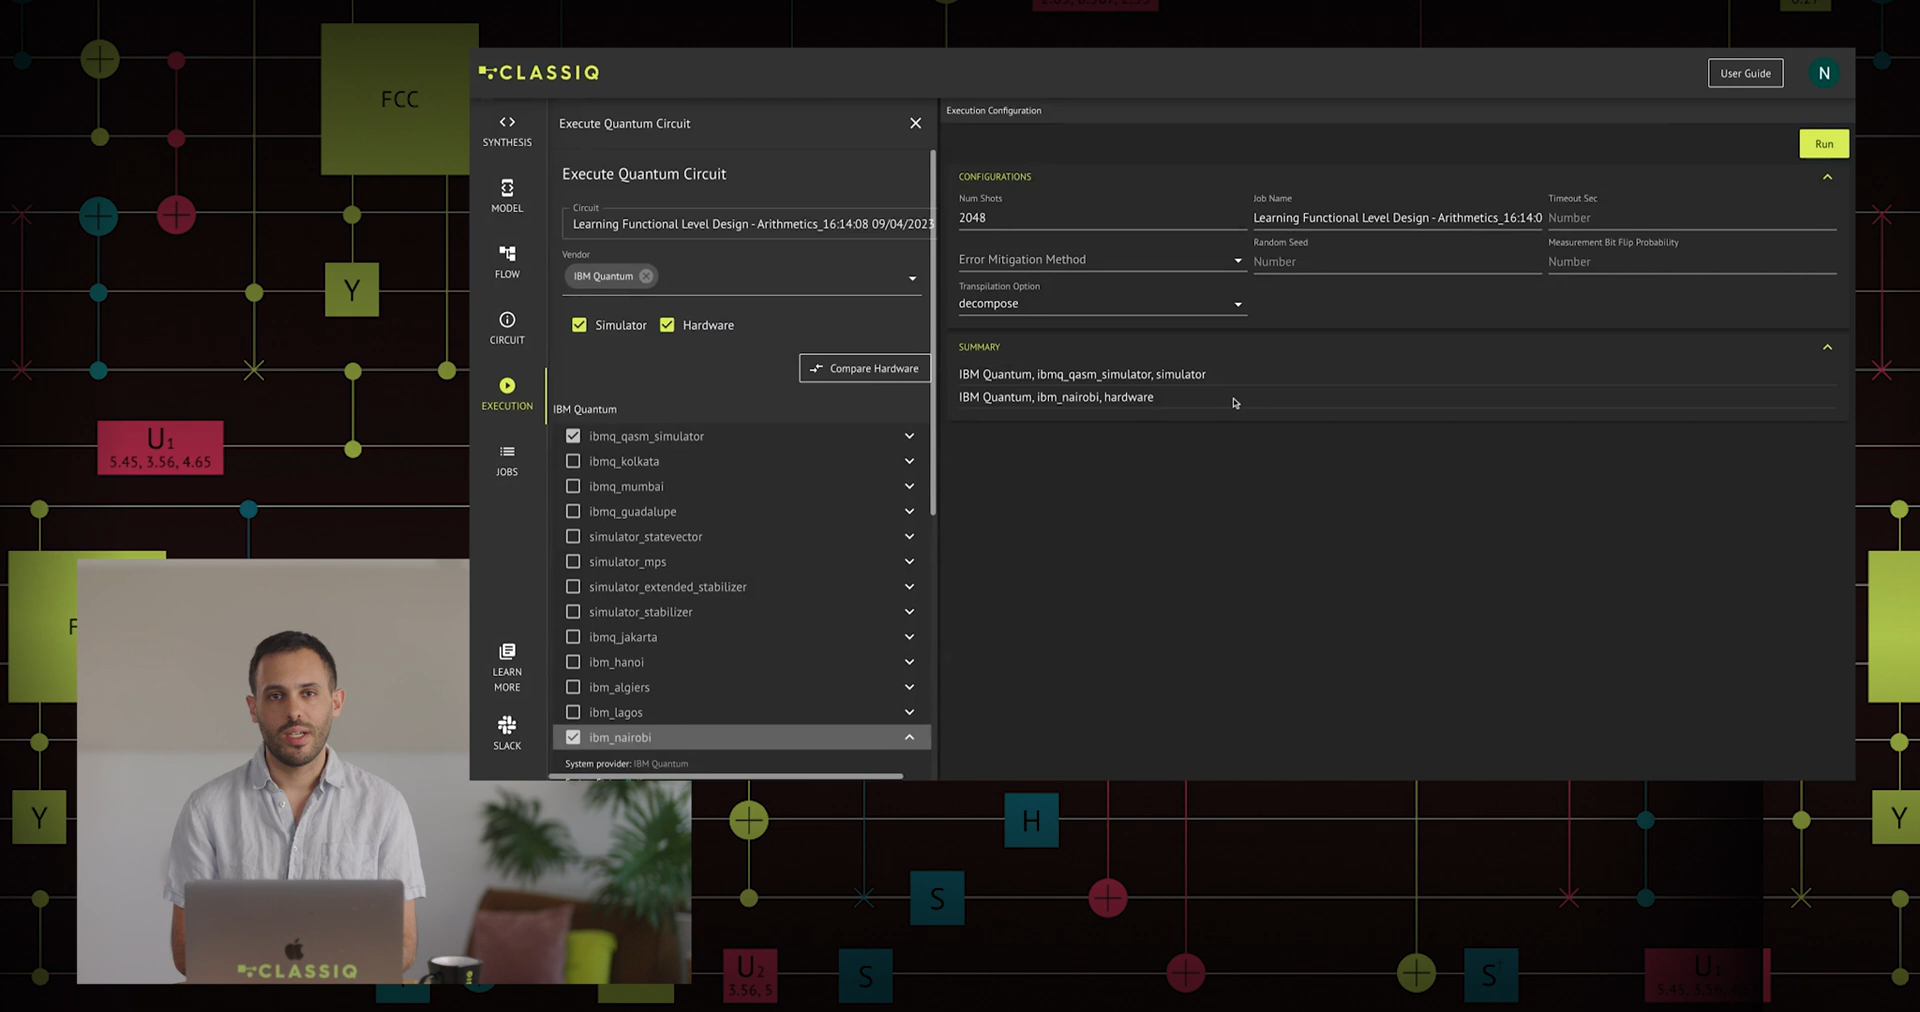 FCC
Y
U₁
5.45, 3.56, 4.65
CLASSIQ
User Guide
N
SYNTHESIS
MODEL
FLOW
CIRCUIT
EXECUTION
JOBS
LEARN
MORE
SLACK
Execute Quantum Circuit
Execute Quantum Circuit
Circuit
Learning Functional Level Design - Arithmetics_16:14:08 09/04/2023
Vendor
IBM Quantum
Simulator
Hardware
Compare Hardware
IBM Quantum
ibmq_qasm_simulator
ibmq_kolkata
ibmq_mumbai
ibmq_guadalupe
simulator_statevector
simulator_mps
simulator_extended_stabilizer
simulator_stabilizer
ibmq_jakarta
ibm_hanoi
ibm_algiers
ibm_lagos
ibm_nairobi
System provider: IBM Quantum
Execution Configuration
Run
CONFIGURATIONS
Num Shots
2048
Job Name
Learning Functional Level Design - Arithmetics_16:14:0
Timeout Sec
Number
Error Mitigation Method
Random Seed
Number
Measurement Bit Flip Probability
Number
Transpilation Option
decompose
SUMMARY
IBM Quantum, ibmq_qasm_simulator, simulator
IBM Quantum, ibm_nairobi, hardware
F
Y
CLASSIQ
H
S
Y
U₂
3.56, 5
S
S